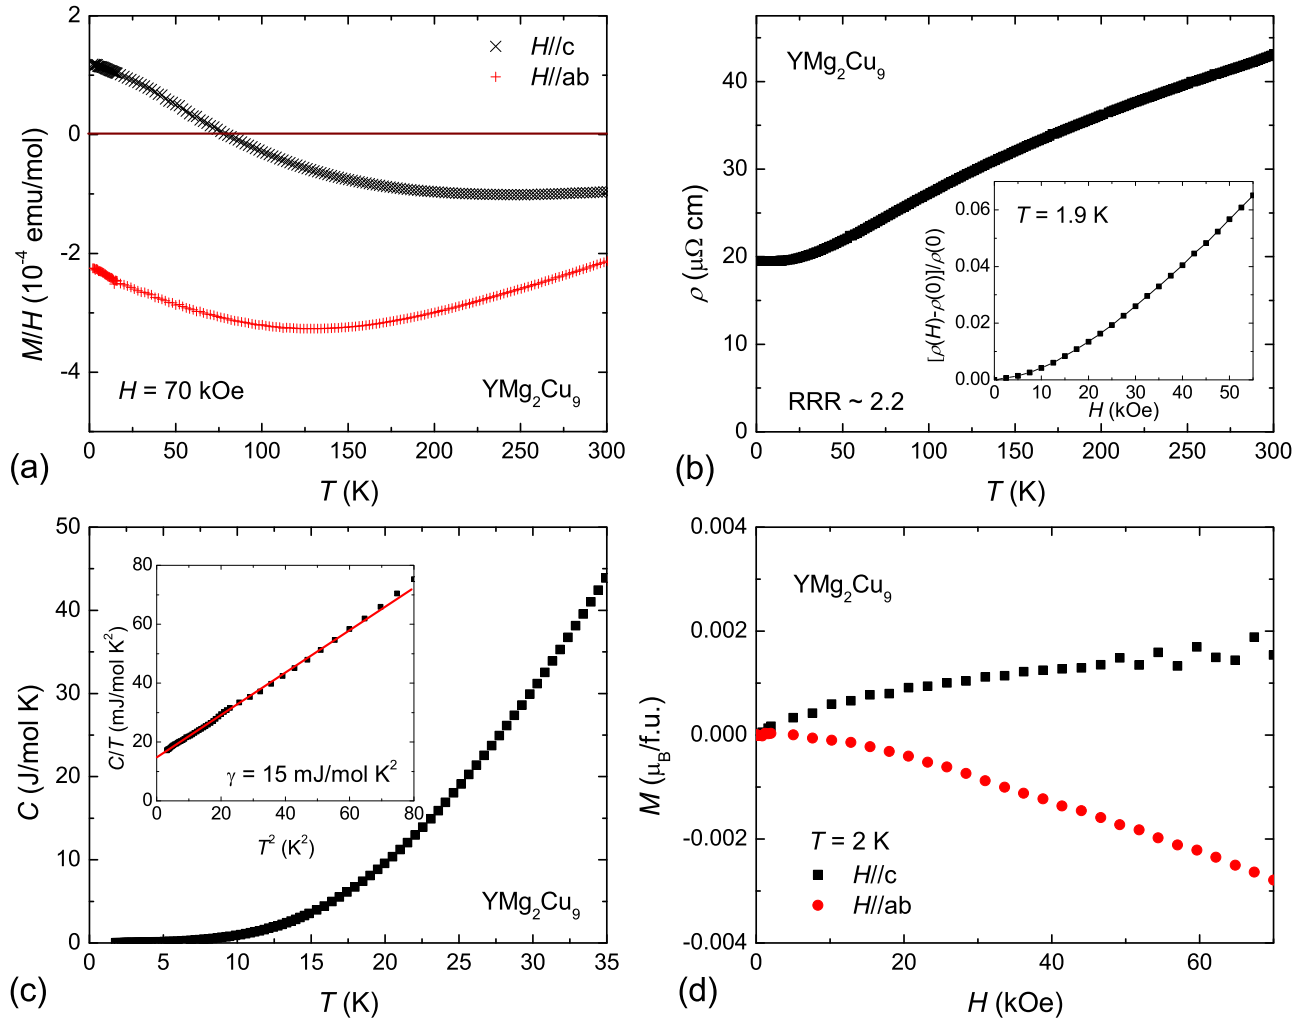 2
0
-2
-4
M/H (10⁻⁴ emu/mol)
H//c
H//ab
H = 70 kOe
YMg₂Cu₉
0 50 100 150 200 250 300
(a)
T (K)
40
30
20
10
0
ρ (μΩ cm)
YMg₂Cu₉
RRR ~ 2.2
0.06
0.04
0.02
0.00
[ρ(H)-ρ(0)]/ρ(0)
T = 1.9 K
0 10 20 30 40 50
H (kOe)
0 50 100 150 200 250 300
(b)
T (K)
50
40
30
20
10
0
C (J/mol K)
80
60
40
20
0
C/T (mJ/mol K²)
γ = 15 mJ/mol K²
0 20 40 60 80
T² (K²)
YMg₂Cu₉
0 5 10 15 20 25 30 35
(c)
T (K)
0.004
0.002
0.000
-0.002
-0.004
M (μ_B/f.u.)
YMg₂Cu₉
T = 2 K
H//c
H//ab
0 20 40 60
(d)
H (kOe)